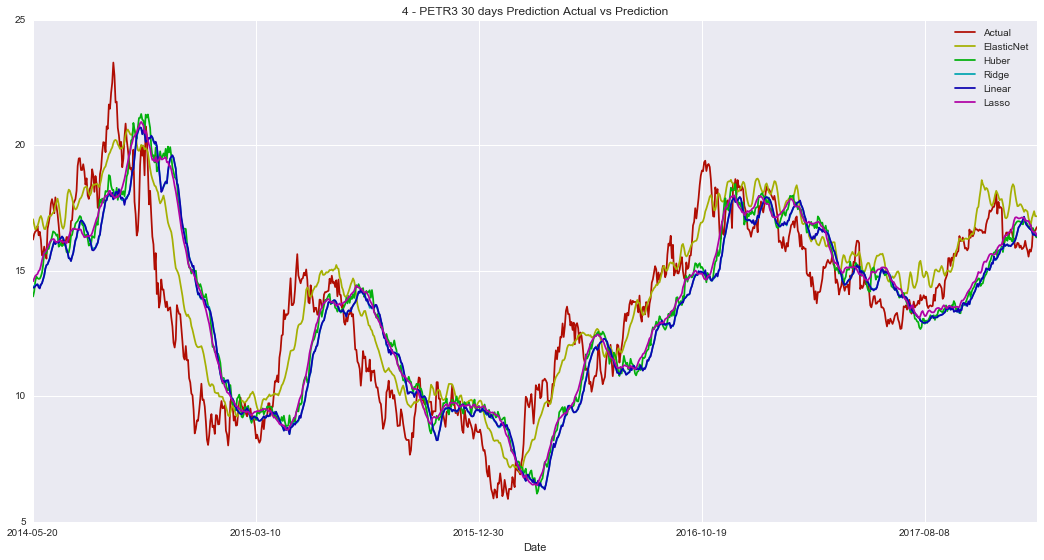 4 - PETR3 30 days Prediction Actual vs Prediction
25
20
15
10
5
Actual
ElasticNet
Huber
Ridge
Linear
Lasso
2014-05-20
2015-03-10
2015-12-30
2016-10-19
2017-08-08
Date